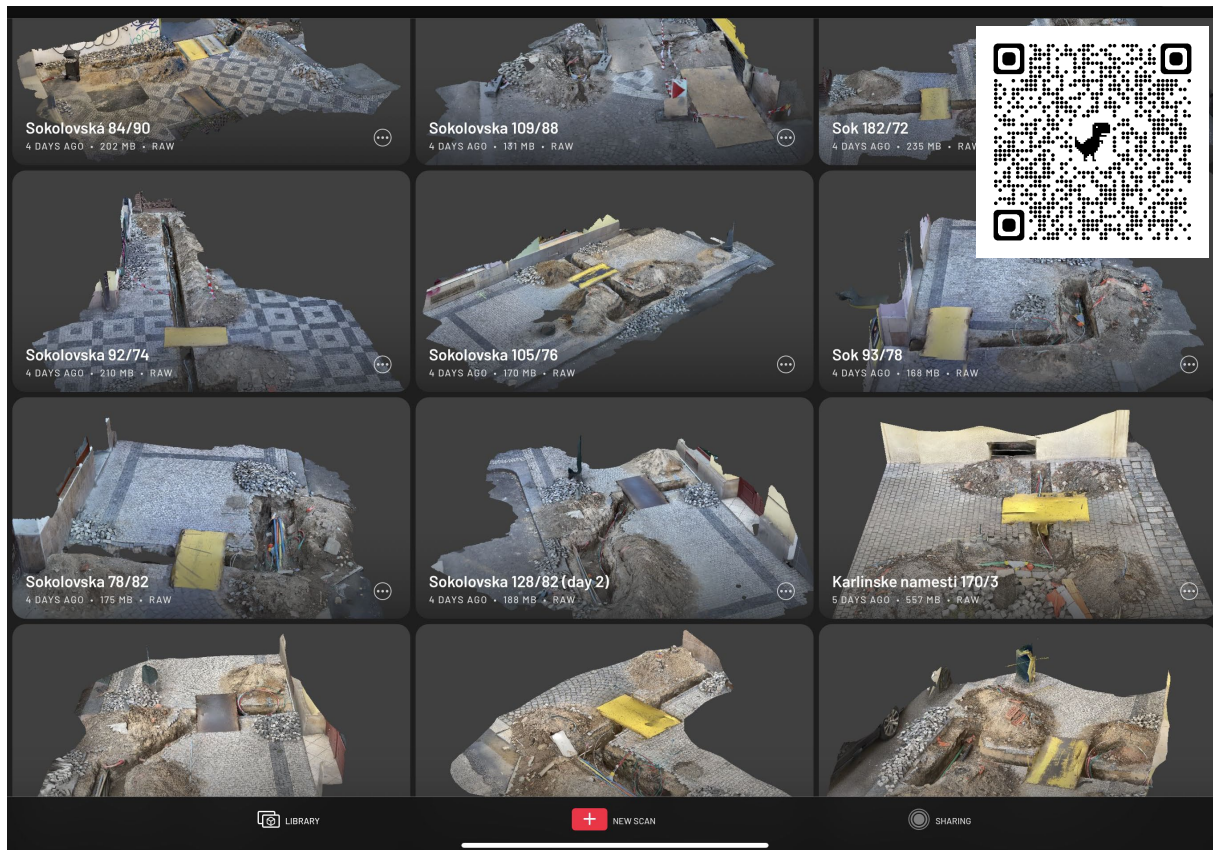 Sokolovská 84/90
4 DAYS AGO • 202 MB • RAW
Sokolovska 109/88
4 DAYS AGO • 131 MB • RAW
Sok 182/72
4 DAYS AGO • 235 MB • RAW
Sokolovska 92/74
4 DAYS AGO • 210 MB • RAW
Sokolovska 105/76
4 DAYS AGO • 170 MB • RAW
Sok 93/78
4 DAYS AGO • 168 MB • RAW
Sokolovska 78/82
4 DAYS AGO • 175 MB • RAW
Sokolovska 128/82 (day 2)
4 DAYS AGO • 188 MB • RAW
Karlinske namesti 170/3
5 DAYS AGO • 557 MB • RAW
LIBRARY
NEW SCAN
SHARING